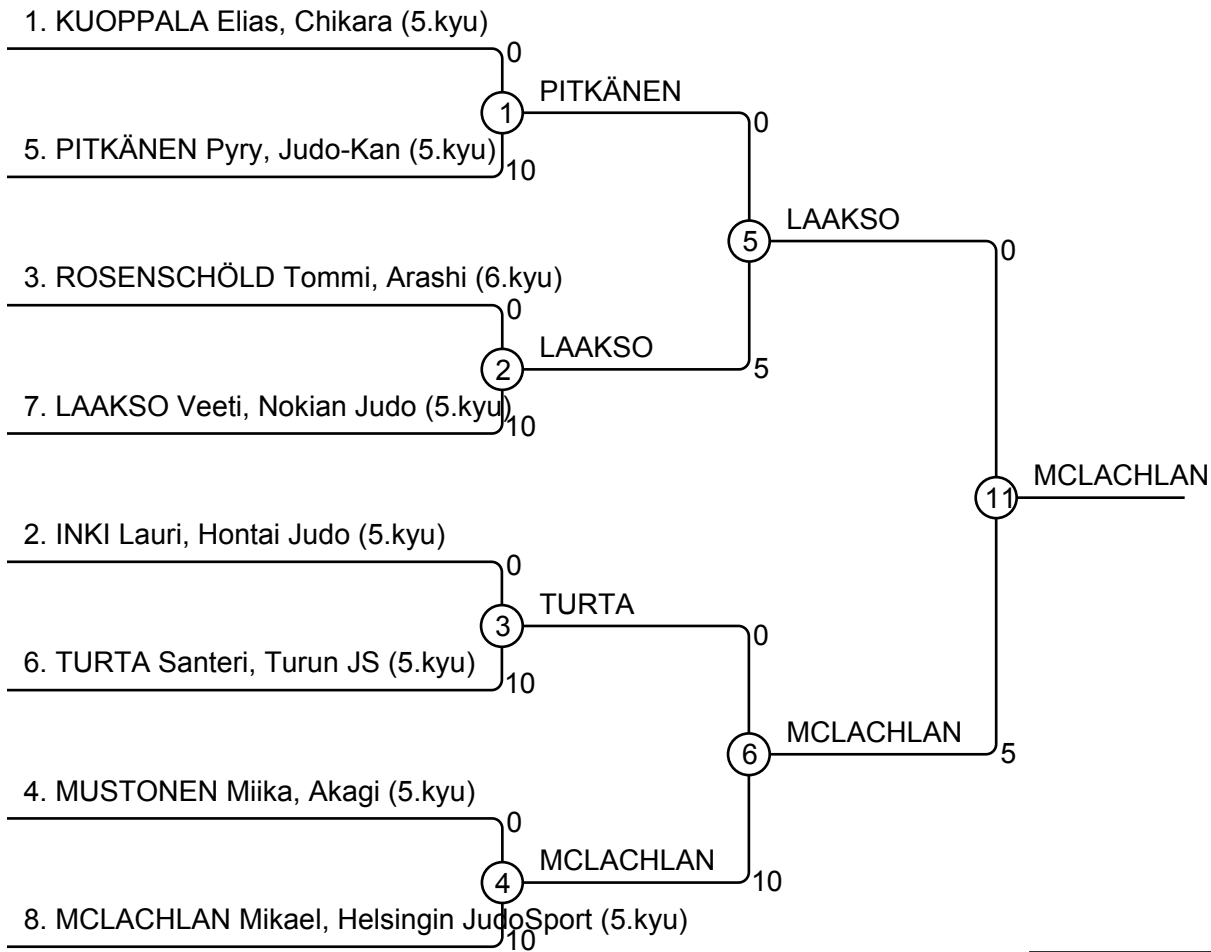 1. KUOPPALA Elias, Chikara (5.kyu)
0
PITKÄNEN
1
0
5. PITKÄNEN Pyry, Judo-Kan (5.kyu)
10
LAAKSO
5
0
3. ROSENSCHÖLD Tommi, Arashi (6.kyu)
0
LAAKSO
2
5
7. LAAKSO Veeti, Nokian Judo (5.kyu)
10
MCLACHLAN
11
2. INKI Lauri, Hontai Judo (5.kyu)
0
TURTA
3
0
6. TURTA Santeri, Turun JS (5.kyu)
10
MCLACHLAN
6
5
4. MUSTONEN Miika, Akagi (5.kyu)
0
MCLACHLAN
4
10
8. MCLACHLAN Mikael, Helsingin JudoSport (5.kyu)
10